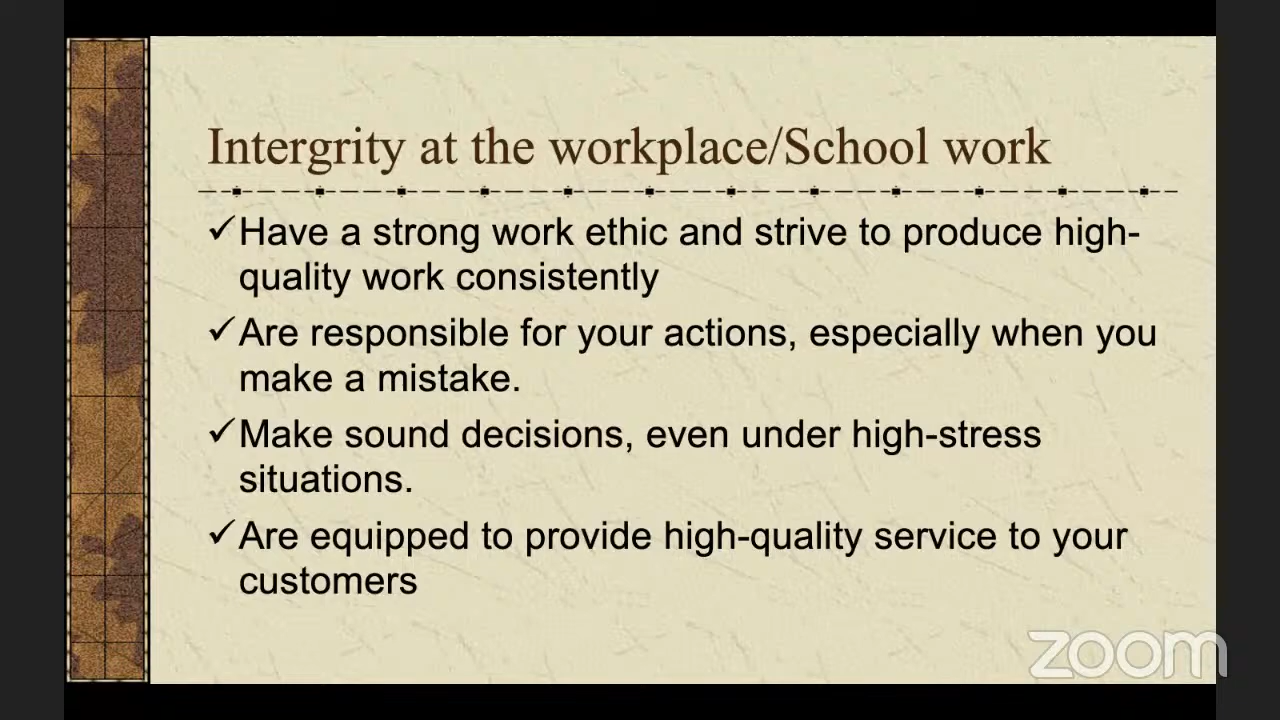 Intergrity at the workplace/School work
✓Have a strong work ethic and strive to produce high-
quality work consistently
✓Are responsible for your actions, especially when you
make a mistake.
✓Make sound decisions, even under high-stress
situations.
✓Are equipped to provide high-quality service to your
customers
zoom